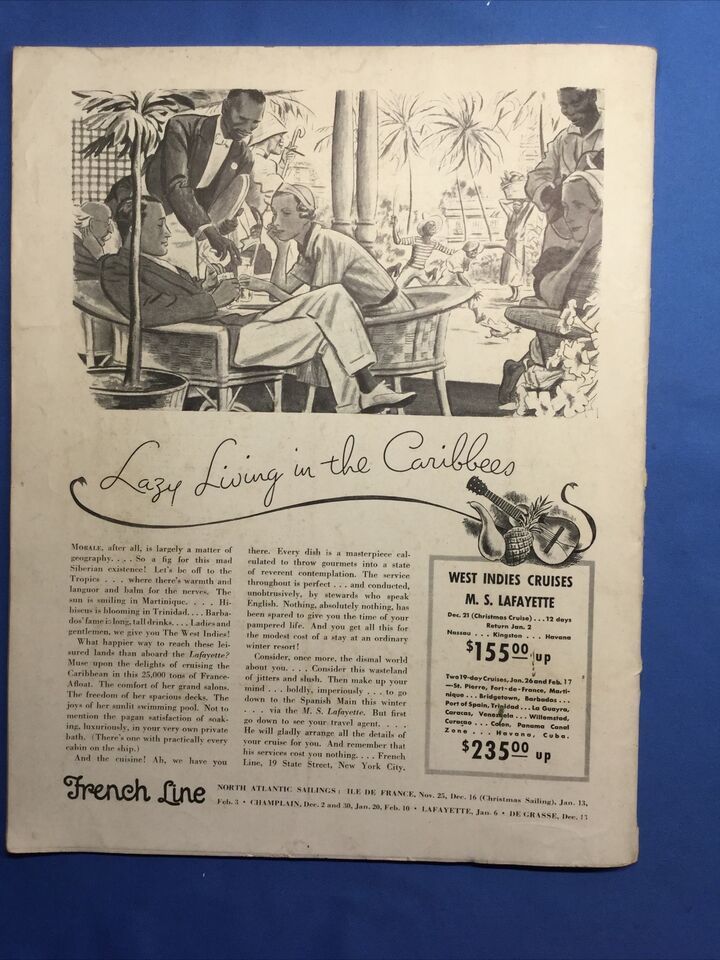 Lazy Living in the Caribbees
MORALE, after all, is largely a matter of
geography. . . . So a fig for this mad
Siberian existence! Let's be off to the
Tropics . . . where there's warmth and
languor and balm for the nerves. The
sun is smiling in Martinique. . . . Hi-
biscus is blooming in Trinidad. . . . Barba-
dos' fame is long, tall drinks. . . . Ladies and
gentlemen, we give you The West Indies!
What happier way to reach these lei-
sured lands than aboard the Lafayette?
Muse upon the delights of cruising the
Caribbean in this 25,000 tons of France-
Afloat. The comfort of her grand salons.
The freedom of her spacious decks. The
joys of her sunlit swimming pool. Not to
mention the pagan satisfaction of soak-
ing, luxuriously, in your very own private
bath. (There's one with practically every
cabin on the ship.)
And the cuisine! Ah, we have you
there. Every dish is a masterpiece cal-
culated to throw gourmets into a state
of reverent contemplation. The service
throughout is perfect . . . and conducted,
unobtrusively, by stewards who speak
English. Nothing, absolutely nothing, has
been spared to give you the time of your
pampered life. And you get all this for
the modest cost of a stay at an ordinary
winter resort!
Consider, once more, the dismal world
about you. . . . Consider this wasteland
of jitters and slush. Then make up your
mind . . . boldly, imperiously . . . to go
down to the Spanish Main this winter
. . . via the M. S. Lafayette. But first
go down to see your travel agent. . . .
He will gladly arrange all the details of
your cruise for you. And remember that
his services cost you nothing. . . . French
Line, 19 State Street, New York City.
WEST INDIES CRUISES
M. S. LAFAYETTE
Dec. 21 (Christmas Cruise) . . . 12 days
Return Jan. 2
Nassau . . . Kingston . . . Havana
$155.00 up
Two 19-day Cruises, Jan. 26 and Feb. 17
—St. Pierre, Fort-de-France, Marti-
nique . . . Bridgetown, Barbados . . .
Port of Spain, Trinidad . . . La Guayra,
Caracas, Venezuela . . . Willemstad,
Curaçao . . . Colon, Panama Canal
Zone . . . Havana, Cuba.
$235.00 up
French Line
NORTH ATLANTIC SAILINGS: ILE DE FRANCE, Nov. 25, Dec. 16 (Christmas Sailing), Jan. 13,
Feb. 3 • CHAMPLAIN, Dec. 2 and 30, Jan. 20, Feb. 10 • LAFAYETTE, Jan. 6 • DE GRASSE, Dec. 13